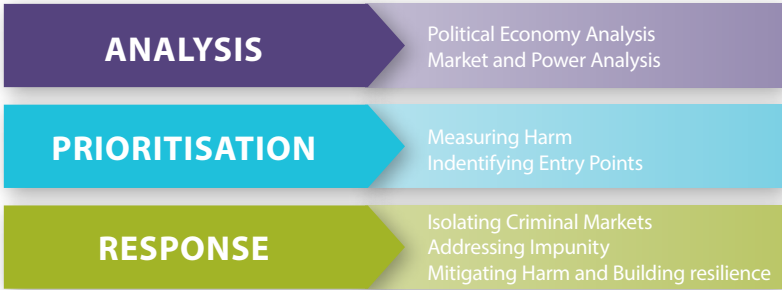 ANALYSIS
Political Economy Analysis
Market and Power Analysis
PRIORITISATION
Measuring Harm
Indentifying Entry Points
RESPONSE
Isolating Criminal Markets
Addressing Impunity
Mitigating Harm and Building resilience